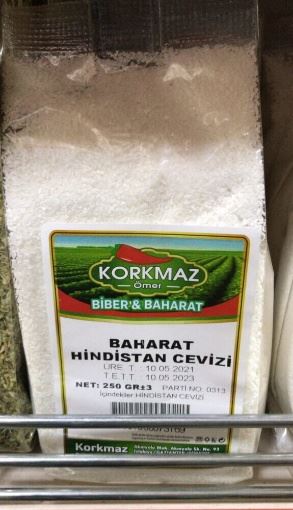 KORKMAZ
Ömer
BİBER & BAHARAT
BAHARAT
HİNDİSTAN CEVİZİ
ÜRE. T. : 10.05.2021
T.E.T.T : 10.05.2023
NET: 250 GR±3 PARTİ NO: 0313
İçindekiler HİNDİSTAN CEVİZİ
Korkmaz